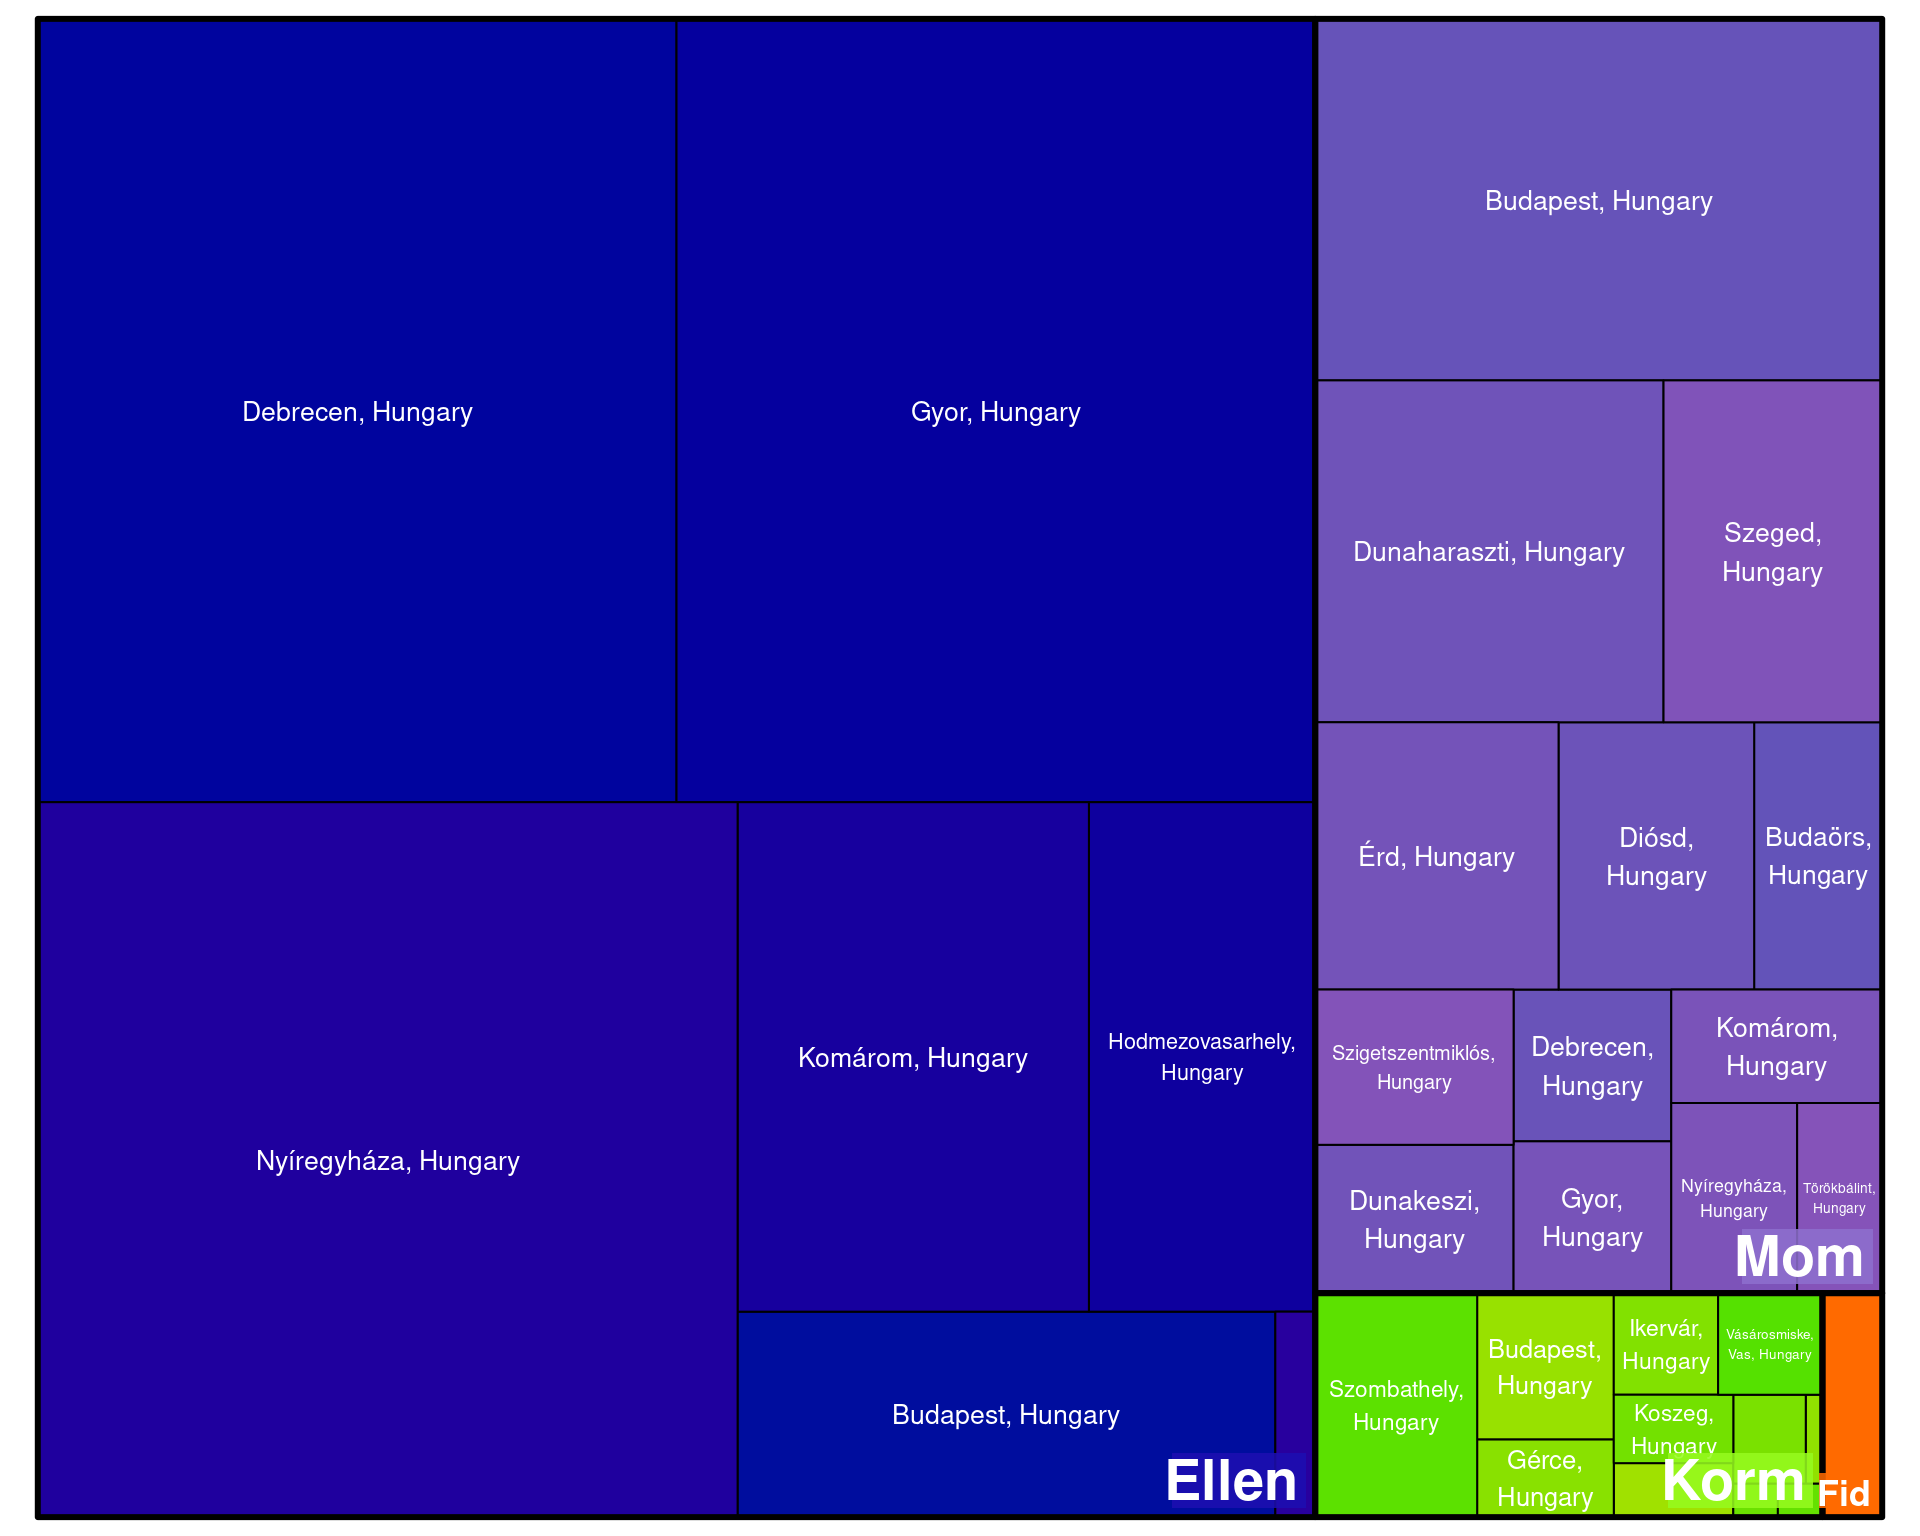 Debrecen, Hungary
Gyor, Hungary
Nyíregyháza, Hungary
Komárom, Hungary
Hodmezovasarhely,
Hungary
Budapest, Hungary
Ellen
Budapest, Hungary
Dunaharaszti, Hungary
Szeged,
Hungary
Érd, Hungary
Diósd,
Hungary
Budaörs,
Hungary
Szigetszentmiklós,
Hungary
Debrecen,
Hungary
Komárom,
Hungary
Dunakeszi,
Hungary
Gyor,
Hungary
Nyíregyháza,
Hungary
Törökbálint,
Hungary
Mom
Szombathely,
Hungary
Budapest,
Hungary
Ikervár,
Hungary
Vásárosmiske,
Vas, Hungary
Koszeg,
Hungary
Gérce,
Hungary
Korm
Fid